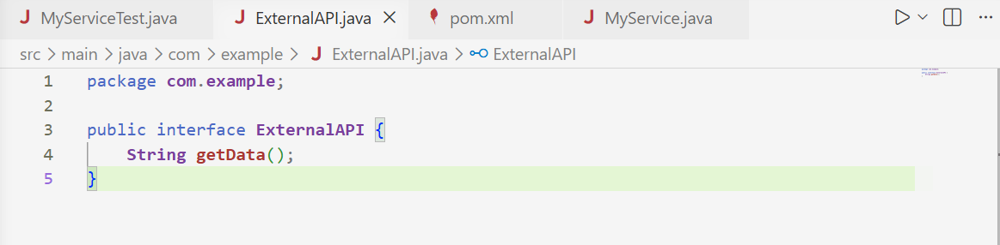 J MyServiceTest.java J ExternalAPI.java pom.xml J MyService.java
src > main > java > com > example > J ExternalAPI.java > ExternalAPI
1 package com.example;
2
3 public interface ExternalAPI {
4 String getData();
5 }